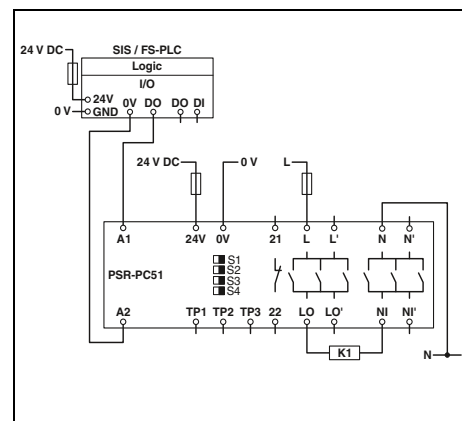 24 V DC SIS / FS-PLC
Logic
I/O
24V
0 V GND 0V DO DO DI
24 V DC 0 V L
A1 24V 0V 21 L L' N N'
S1
S2
PSR-PC51 S3
S4
A2 TP1 TP2 TP3 22 LO LO' NI NI'
K1 N